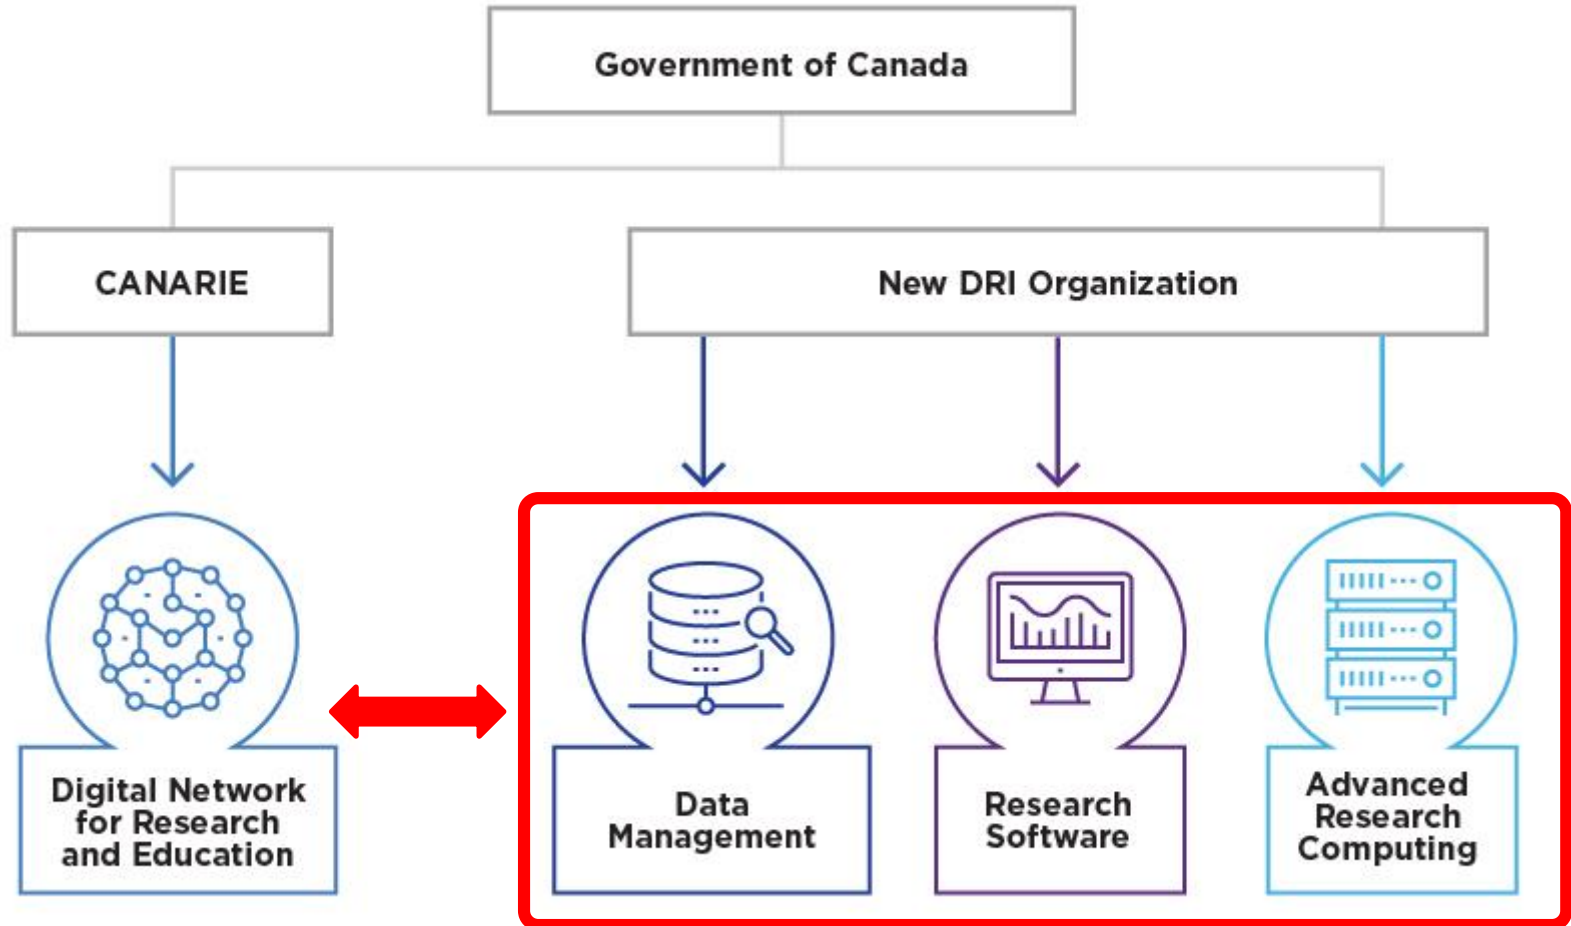 Government of Canada
CANARIE
New DRI Organization
Digital Network
for Research
and Education
Data
Management
Research
Software
Advanced
Research
Computing